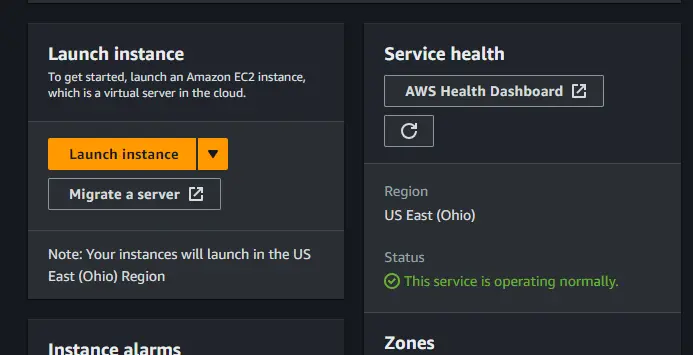 Launch instance
To get started, launch an Amazon EC2 instance,
which is a virtual server in the cloud.
Launch instance
Migrate a server
Note: Your instances will launch in the US
East (Ohio) Region
Instance alarms
Service health
AWS Health Dashboard
Region
US East (Ohio)
Status
This service is operating normally.
Zones